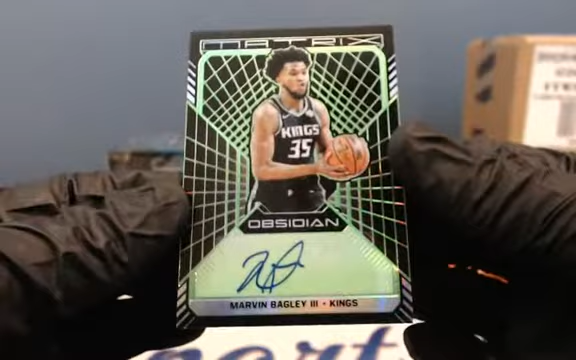 MATRIX
KINGS
35
OBSIDIAN
MARVIN BAGLEY III • KINGS